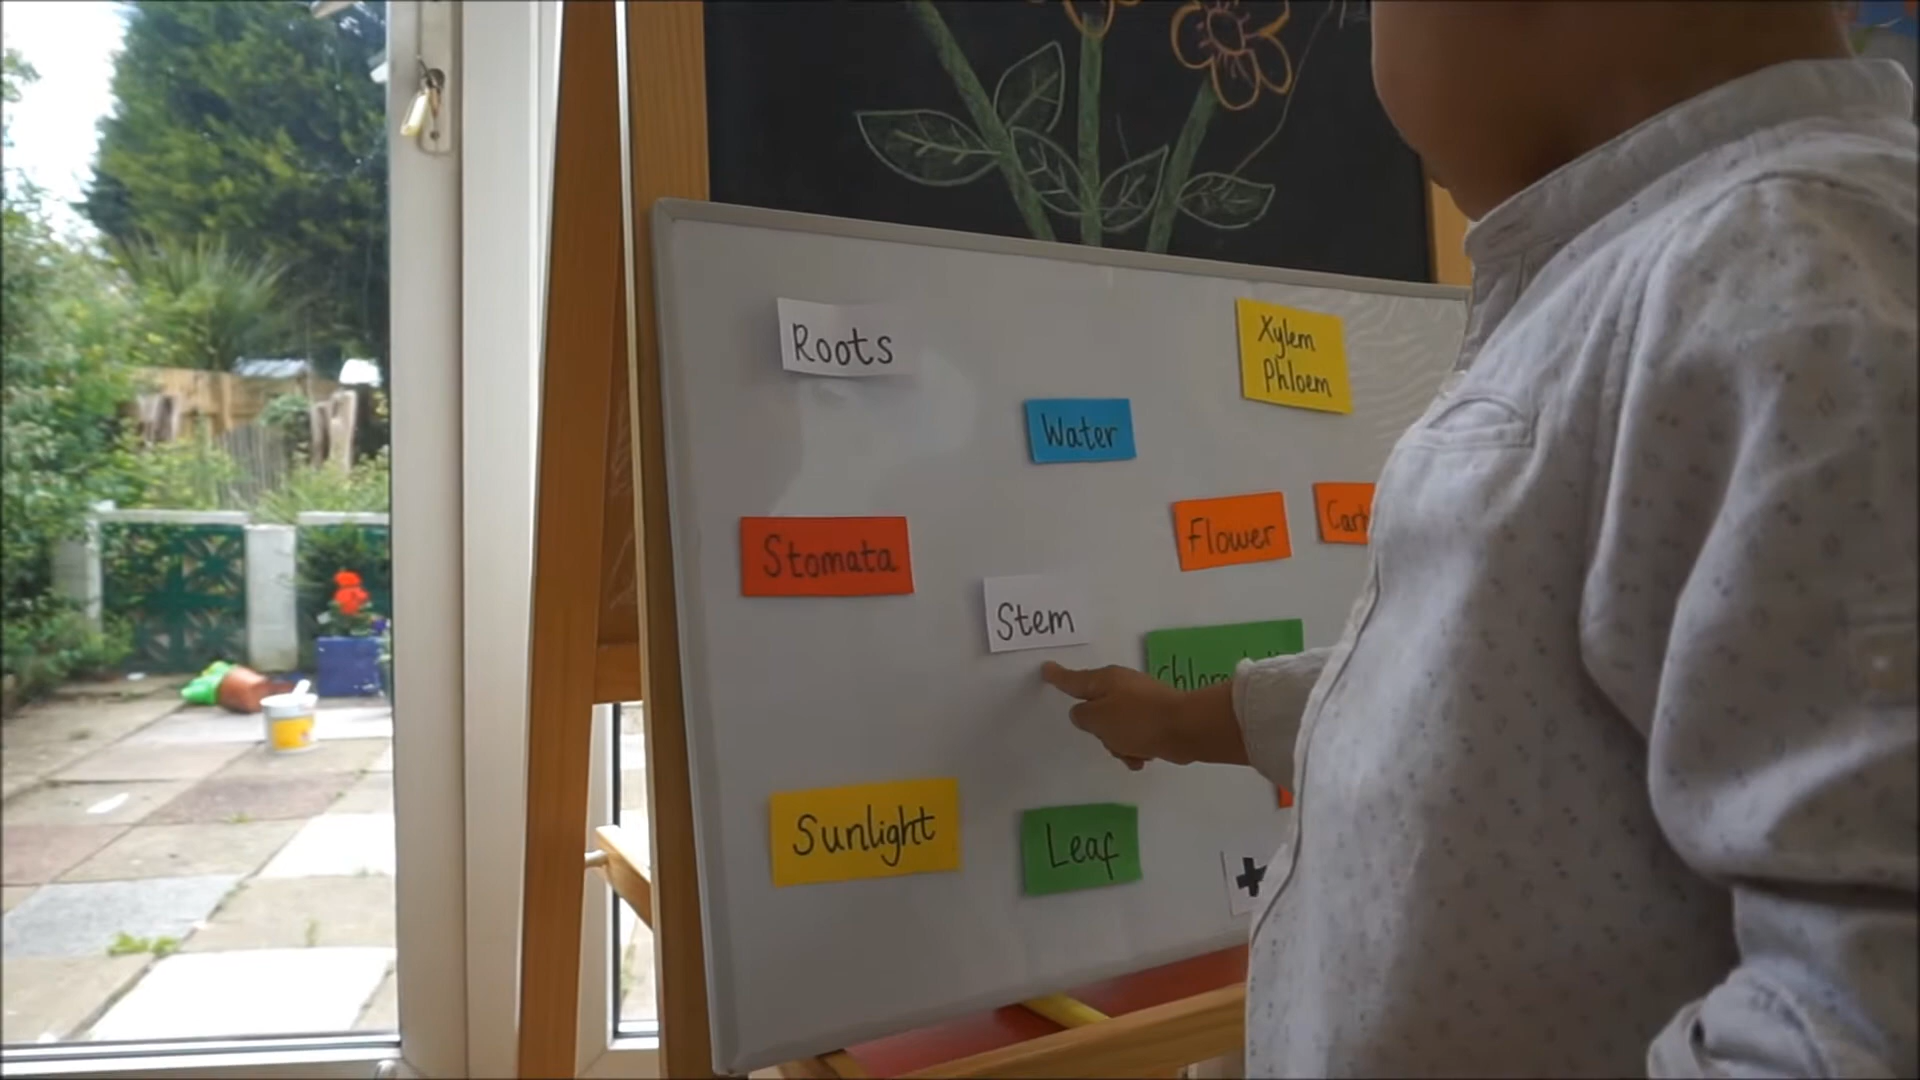 Roots
Xylem
Phloem
Water
Stomata
Flower
Stem
Sunlight
Leaf
+